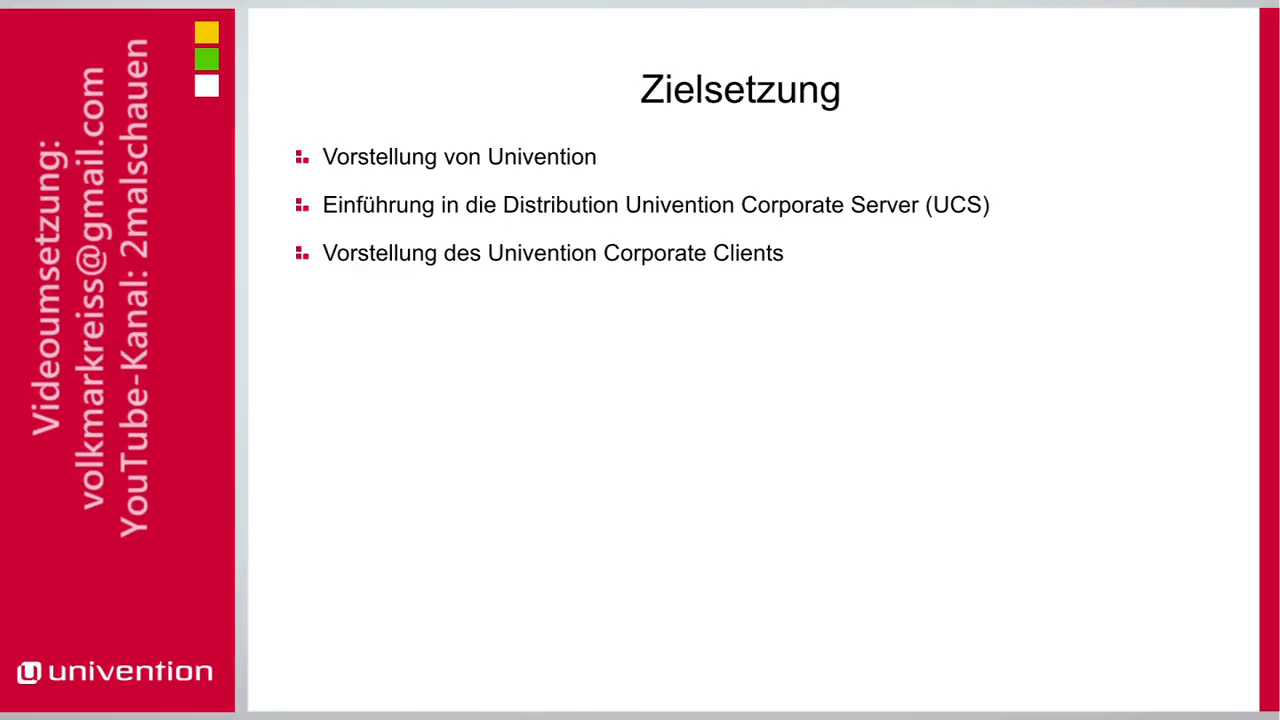 Videoumsetzung:
volkmarkreiss@gmail.com
YouTube-Kanal: 2malschauen
univention
Zielsetzung
Vorstellung von Univention
Einführung in die Distribution Univention Corporate Server (UCS)
Vorstellung des Univention Corporate Clients